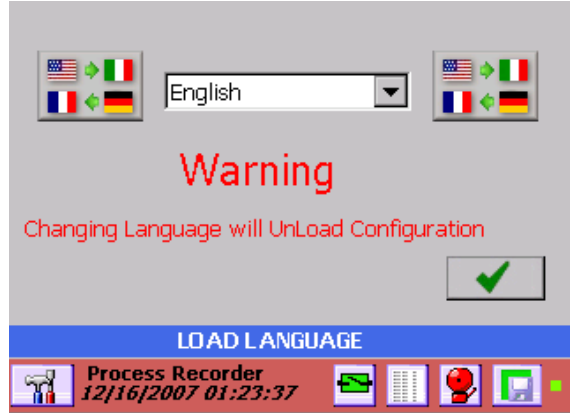 English
Warning
Changing Language will UnLoad Configuration
LOAD LANGUAGE
Process Recorder
12/16/2007 01:23:37